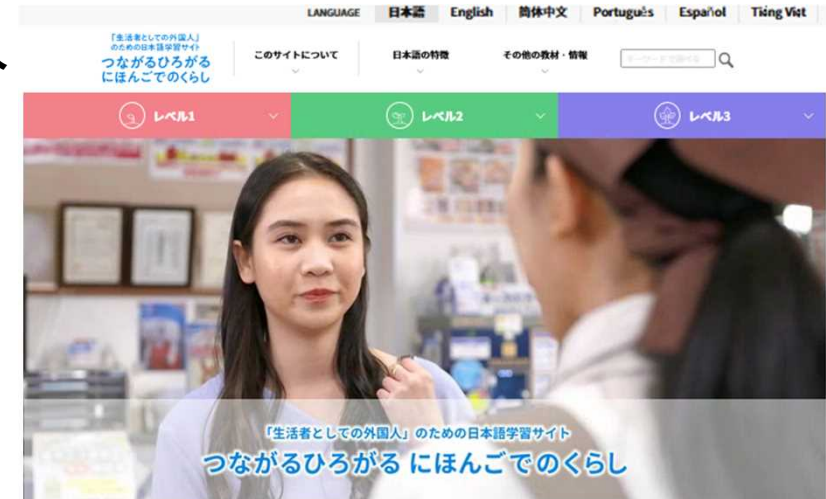 LANGUAGE 日本語 English 简体中文 Português Español Tiếng Việt
「生活者としての外国人」
のための日本語学習サイト
つながるひろがる
にほんごでのくらし
このサイトについて 日本語の特徴 その他の教材・情報
レベル1 レベル2 レベル3
「生活者としての外国人」のための日本語学習サイト
つながるひろがる にほんごでのくらし